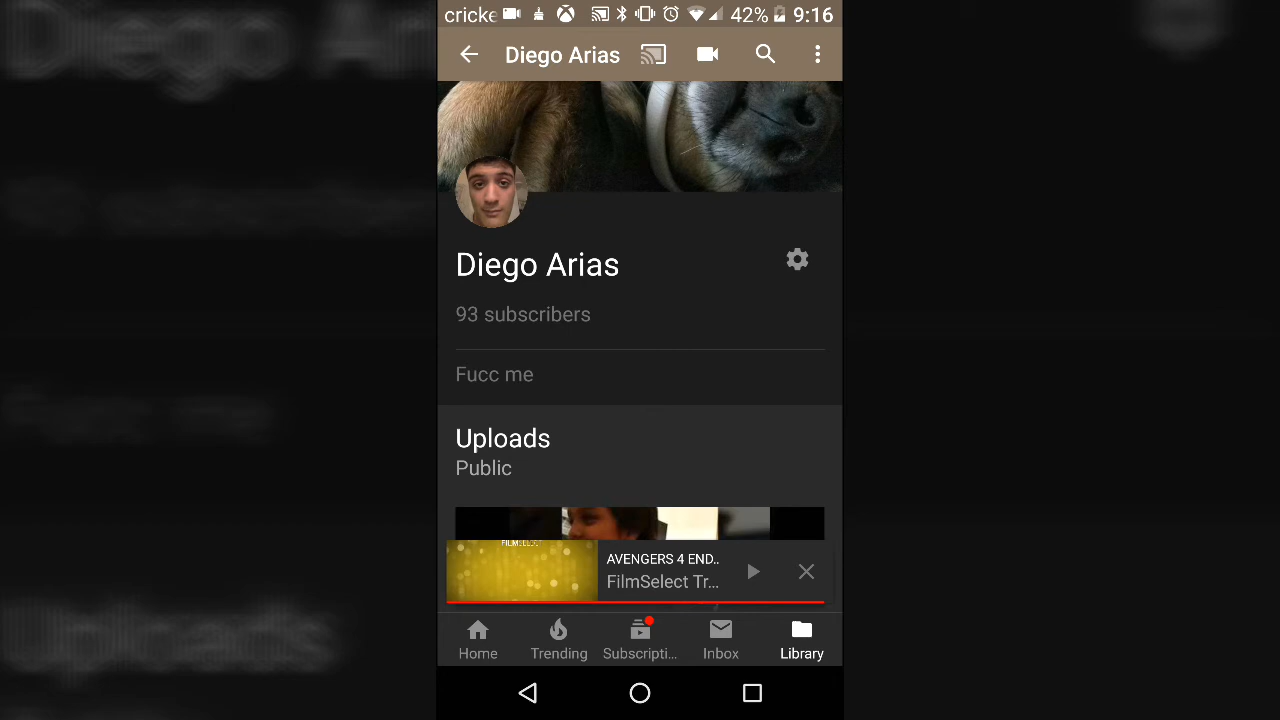 cricke 42% 9:16
Diego Arias
Diego Arias
93 subscribers
Fucc me
Uploads
Public
FILMSELECT
AVENGERS 4 END..
FilmSelect Tr...
Home Trending Subscripti... Inbox Library